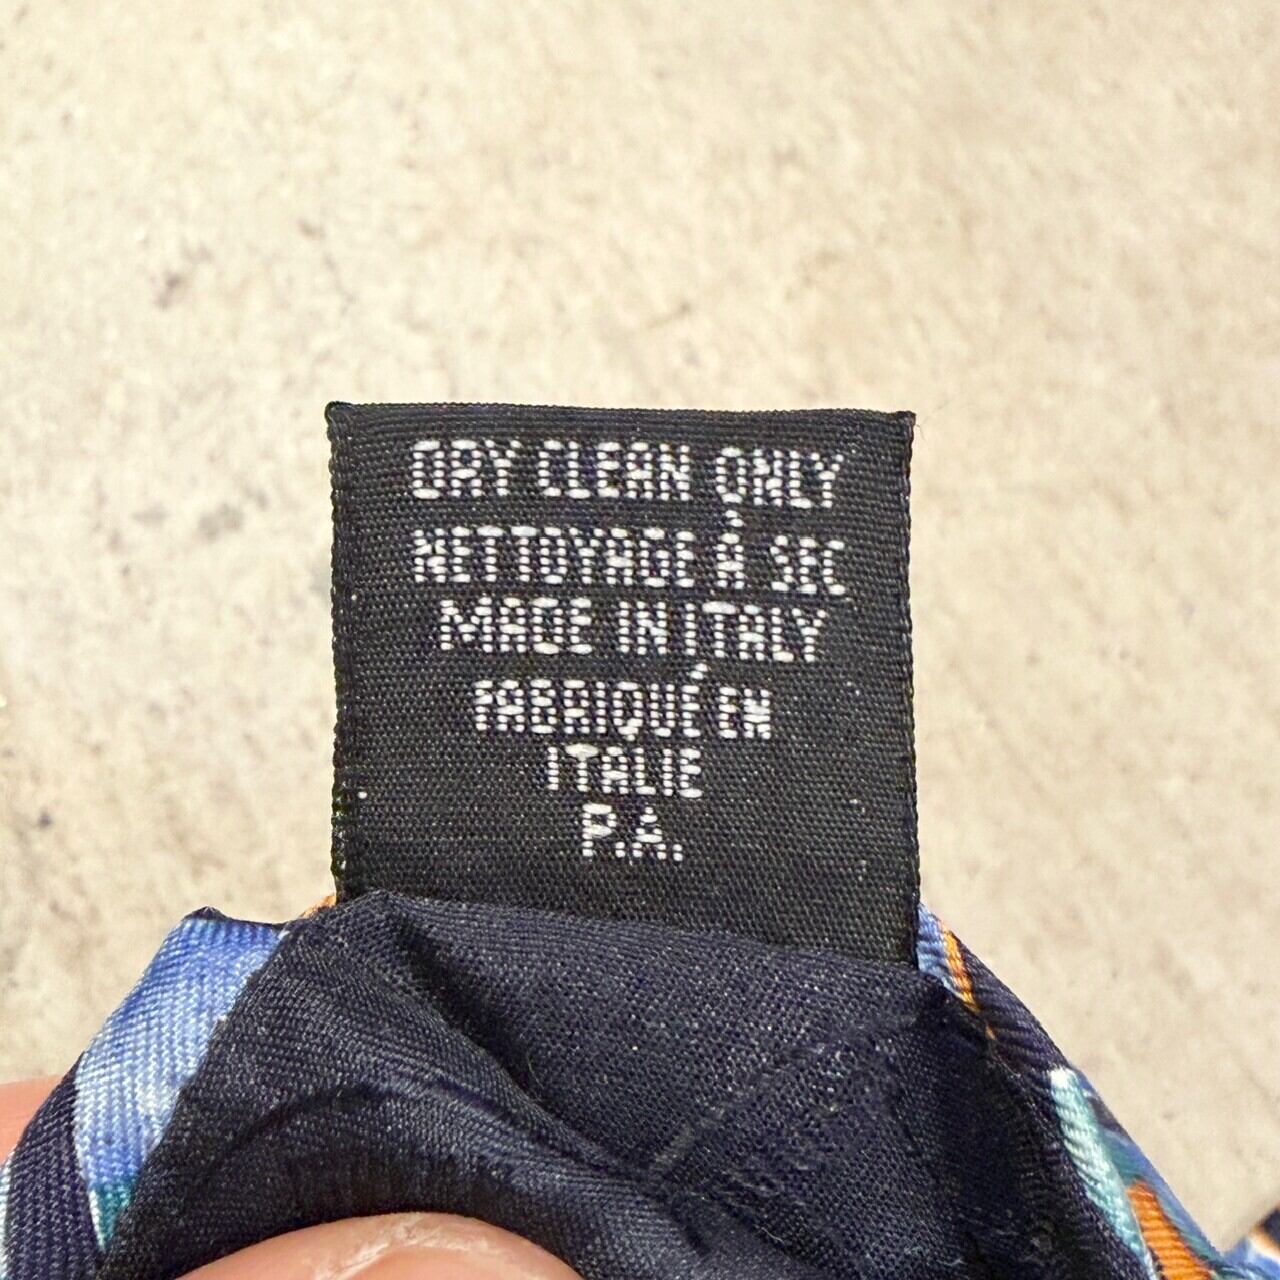 DRY CLEAN ONLY
NETTOYAGE À SEC
MADE IN ITALY
FABRIQUÉ EN
ITALIE
P.A.